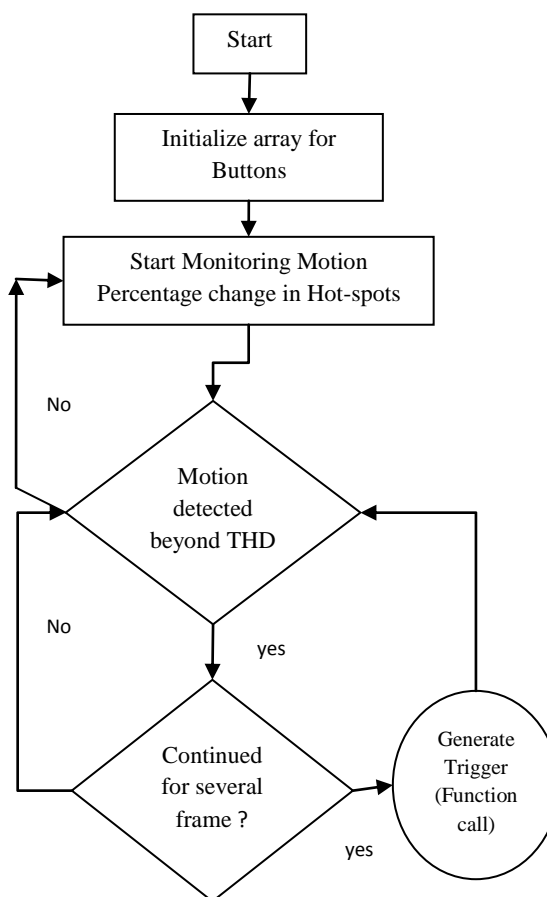 Start
Initialize array for
Buttons
Start Monitoring Motion
Percentage change in Hot-spots
No
Motion
detected
beyond THD
No
yes
Continued
for several
frame ?
Generate
Trigger
(Function
call)
yes